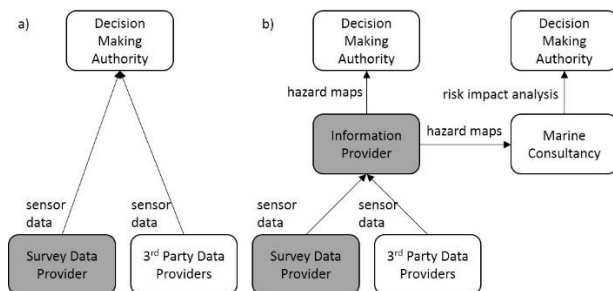 a)
Decision
Making
Authority
sensor
data
sensor
data
Survey Data
Provider
3rd Party Data
Providers
b)
Decision
Making
Authority
Decision
Making
Authority
hazard maps
risk impact analysis
Information
Provider
hazard maps
Marine
Consultancy
sensor
data
sensor
data
Survey Data
Provider
3rd Party Data
Providers